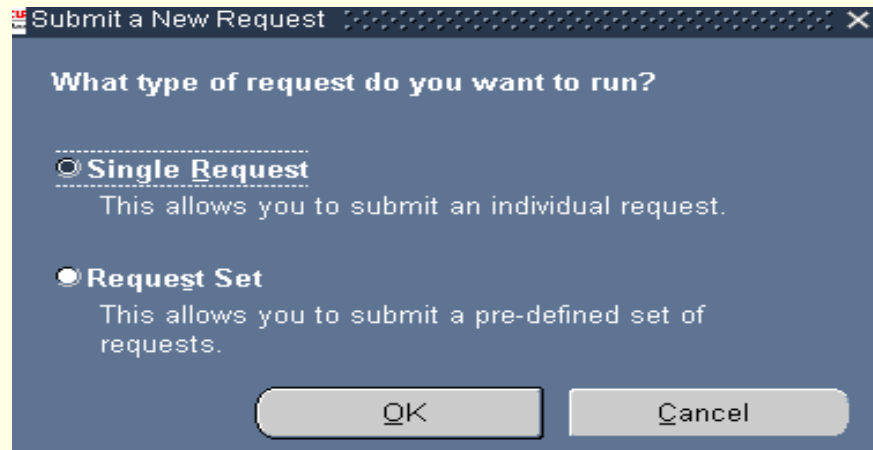 Submit a New Request
What type of request do you want to run?
Single Request
This allows you to submit an individual request.
Request Set
This allows you to submit a pre-defined set of
requests.
OK
Cancel